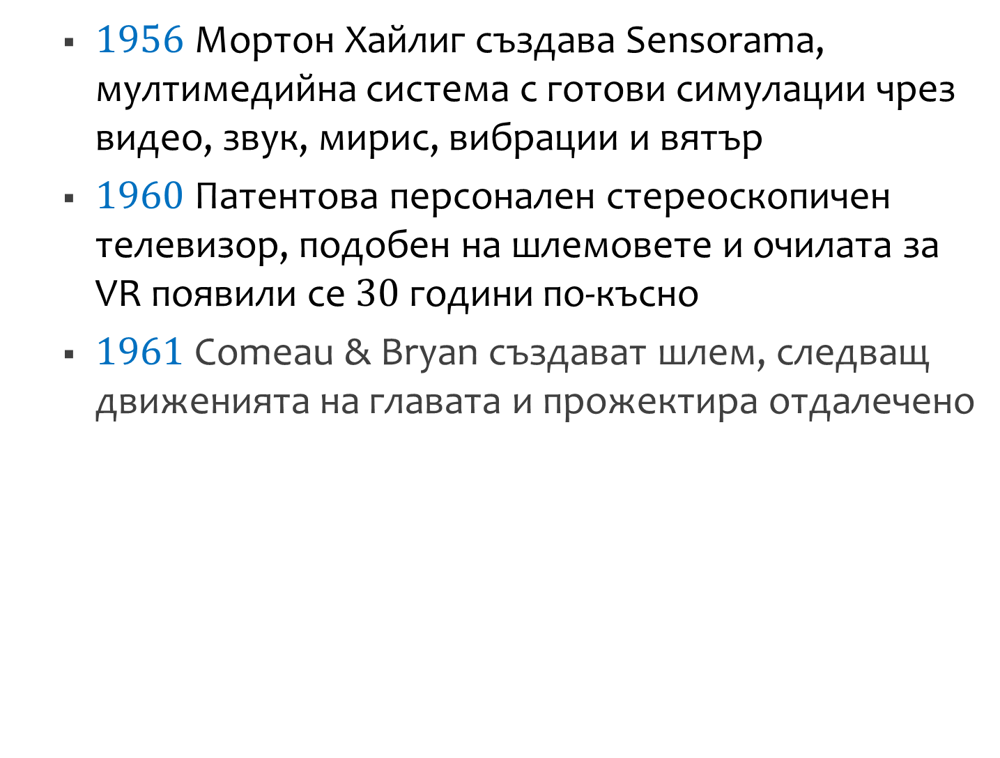 ▪ 1956 Мортон Хайлиг създава Sensorama,
мултимедийна система с готови симулации чрез
видео, звук, мирис, вибрации и вятър
▪ 1960 Патентова персонален стереоскопичен
телевизор, подобен на шлемовете и очилата за
VR появили се 30 години по-късно
▪ 1961 Comeau & Bryan създават шлем, следващ
движенията на главата и прожектира отдалечено